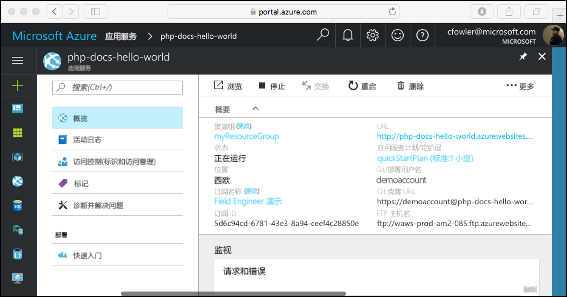 portal.azure.com
Microsoft Azure 应用服务 php-docs-hello-world
cfowler@microsoft.com
MICROSOFT
php-docs-hello-world
应用服务
搜索(Ctrl+/)
浏览 停止 交换 重启 删除 ··· 更多
概览
活动日志
访问控制(标识和访问管理)
标记
诊断并解决问题
部署
快速入门
概要
资源组 (更改)
myResourceGroup
状态
正在运行
位置
西欧
订阅名称 (更改)
Field Engineer 演示
订阅 ID
5d6c94cd-6781-43e3-8a94-ceef4c28850e
URL
http://php-docs-hello-world.azurewebsites,...
应用服务计划/定价层
quickStartPlan (标准:1 小型)
Git/部署用户名
demoaccount
Git 克隆 URL
https://demoaccount@php-docs-hello-wor...
FTP 主机名
ftp://waws-prod-am2-085.ftp.azurewebsite...
监视
请求和错误
编辑